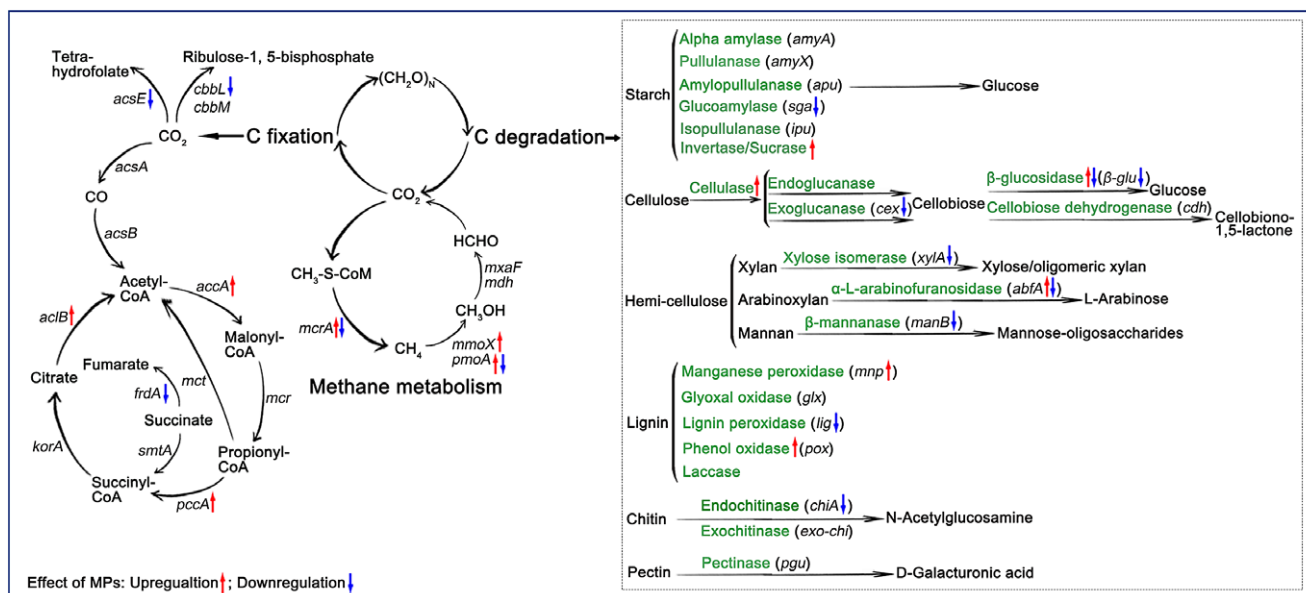 Tetra-
hydrofolate
Ribulose-1, 5-bisphosphate
acsE
cbbL
cbbM
CO2
C fixation
(CH2O)N
C degradation
acsA
CO
acsB
Acetyl-
CoA
accA
aclB
Malonyl-
CoA
Fumarate
Citrate
frdA
mct
mcr
Succinate
korA
smtA
Propionyl-
CoA
Succinyl-
CoA
pccA
CO2
HCHO
CH3-S-CoM
mxaF
mdh
CH3OH
mcrA
mmoX
pmoA
CH4
Methane metabolism
Effect of MPs: Upregualtion; Downregulation
Starch
Alpha amylase (amyA)
Pullulanase (amyX)
Amylopullulanase (apu)
Glucose
Glucoamylase (sga)
Isopullulanase (ipu)
Invertase/Sucrase
Cellulose
Cellulase
Endoglucanase
Exoglucanase (cex)
Cellobiose
β-glucosidase (β-glu)
Glucose
Cellobiose dehydrogenase (cdh)
Cellobiono-
1,5-lactone
Hemi-cellulose
Xylan
Xylose isomerase (xylA)
Xylose/oligomeric xylan
Arabinoxylan
α-L-arabinofuranosidase (abfA)
L-Arabinose
Mannan
β-mannanase (manB)
Mannose-oligosaccharides
Lignin
Manganese peroxidase (mnp)
Glyoxal oxidase (glx)
Lignin peroxidase (lig)
Phenol oxidase (pox)
Laccase
Chitin
Endochitinase (chiA)
Exochitinase (exo-chi)
N-Acetylglucosamine
Pectin
Pectinase (pgu)
D-Galacturonic acid